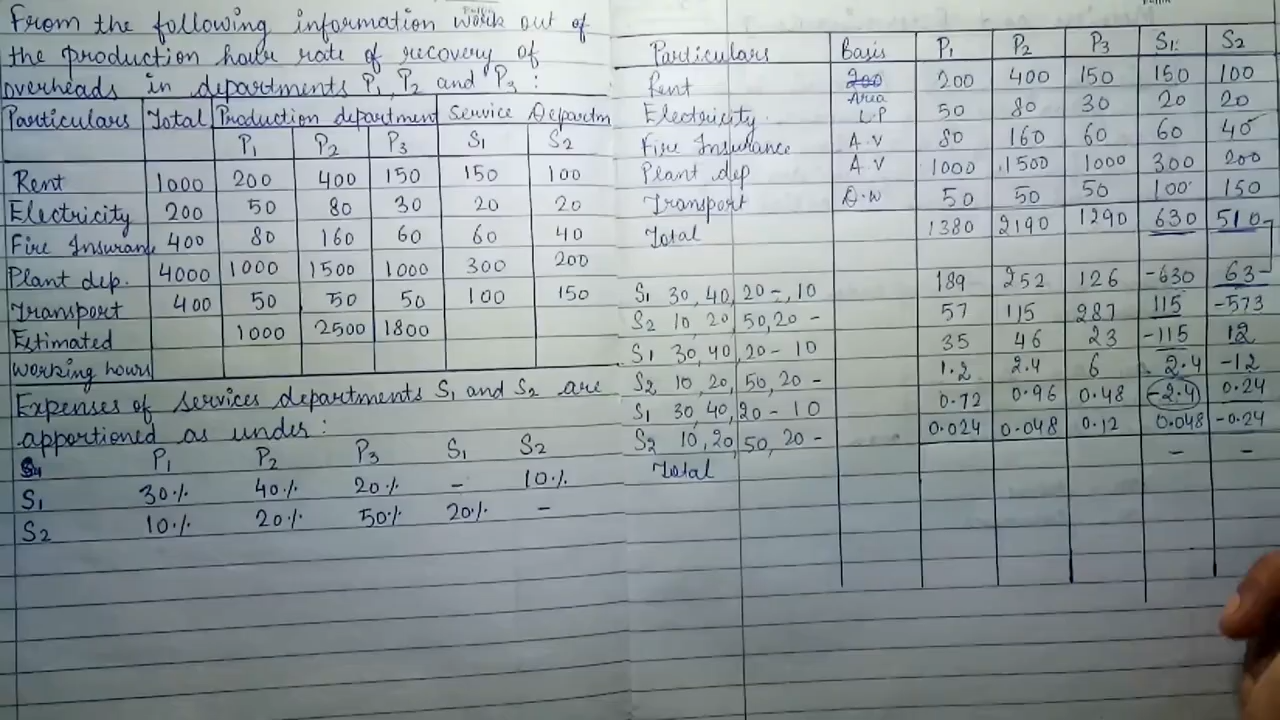 From the following information work out of
the production hour rate of recovery of
overheads in departments P1, P2 and P3 :
Particulars Total Production department Service Departm
P1 P2 P3 S1 S2
Rent 1000 200 400 150 150 100
Electricity 200 50 80 30 20 20
Fire Insuranc 400 80 160 60 60 40
Plant dep. 4000 1000 1500 1000 300 200
Transport 400 50 50 50 100 150
Estimated 1000 2500 1800
working hours
Expenses of services departments S1 and S2 are
apportioned as under :
P1 P2 P3 S1 S2
S1 30·/. 40·/. 20·/. - 10·/.
S2 10·/. 20·/. 50·/. 20·/. -
Particulars Basis P1 P2 P3 S1 S2
Rent Area 200 400 150 150 100
Electricity L.P 50 80 30 20 20
Fire Insurance A.V 80 160 60 60 40
Plant dep A.V 1000 1500 1000 300 200
Transport D.W 50 50 50 100 150
Total 1380 2190 1290 630 510
S1 30, 40, 20 -, 10 189 252 126 -630 63
S2 10, 20, 50, 20 - 57 115 287 115 -573
S1 30, 40, 20 - 10 35 46 23 -115 12
S2 10, 20, 50, 20 - 1.2 2.4 6 2.4 -12
S1 30, 40, 20 - 10 0.72 0.96 0.48 -2.4 0.24
S2 10, 20, 50, 20 - 0.024 0.048 0.12 0.048 -0.24
Total - -